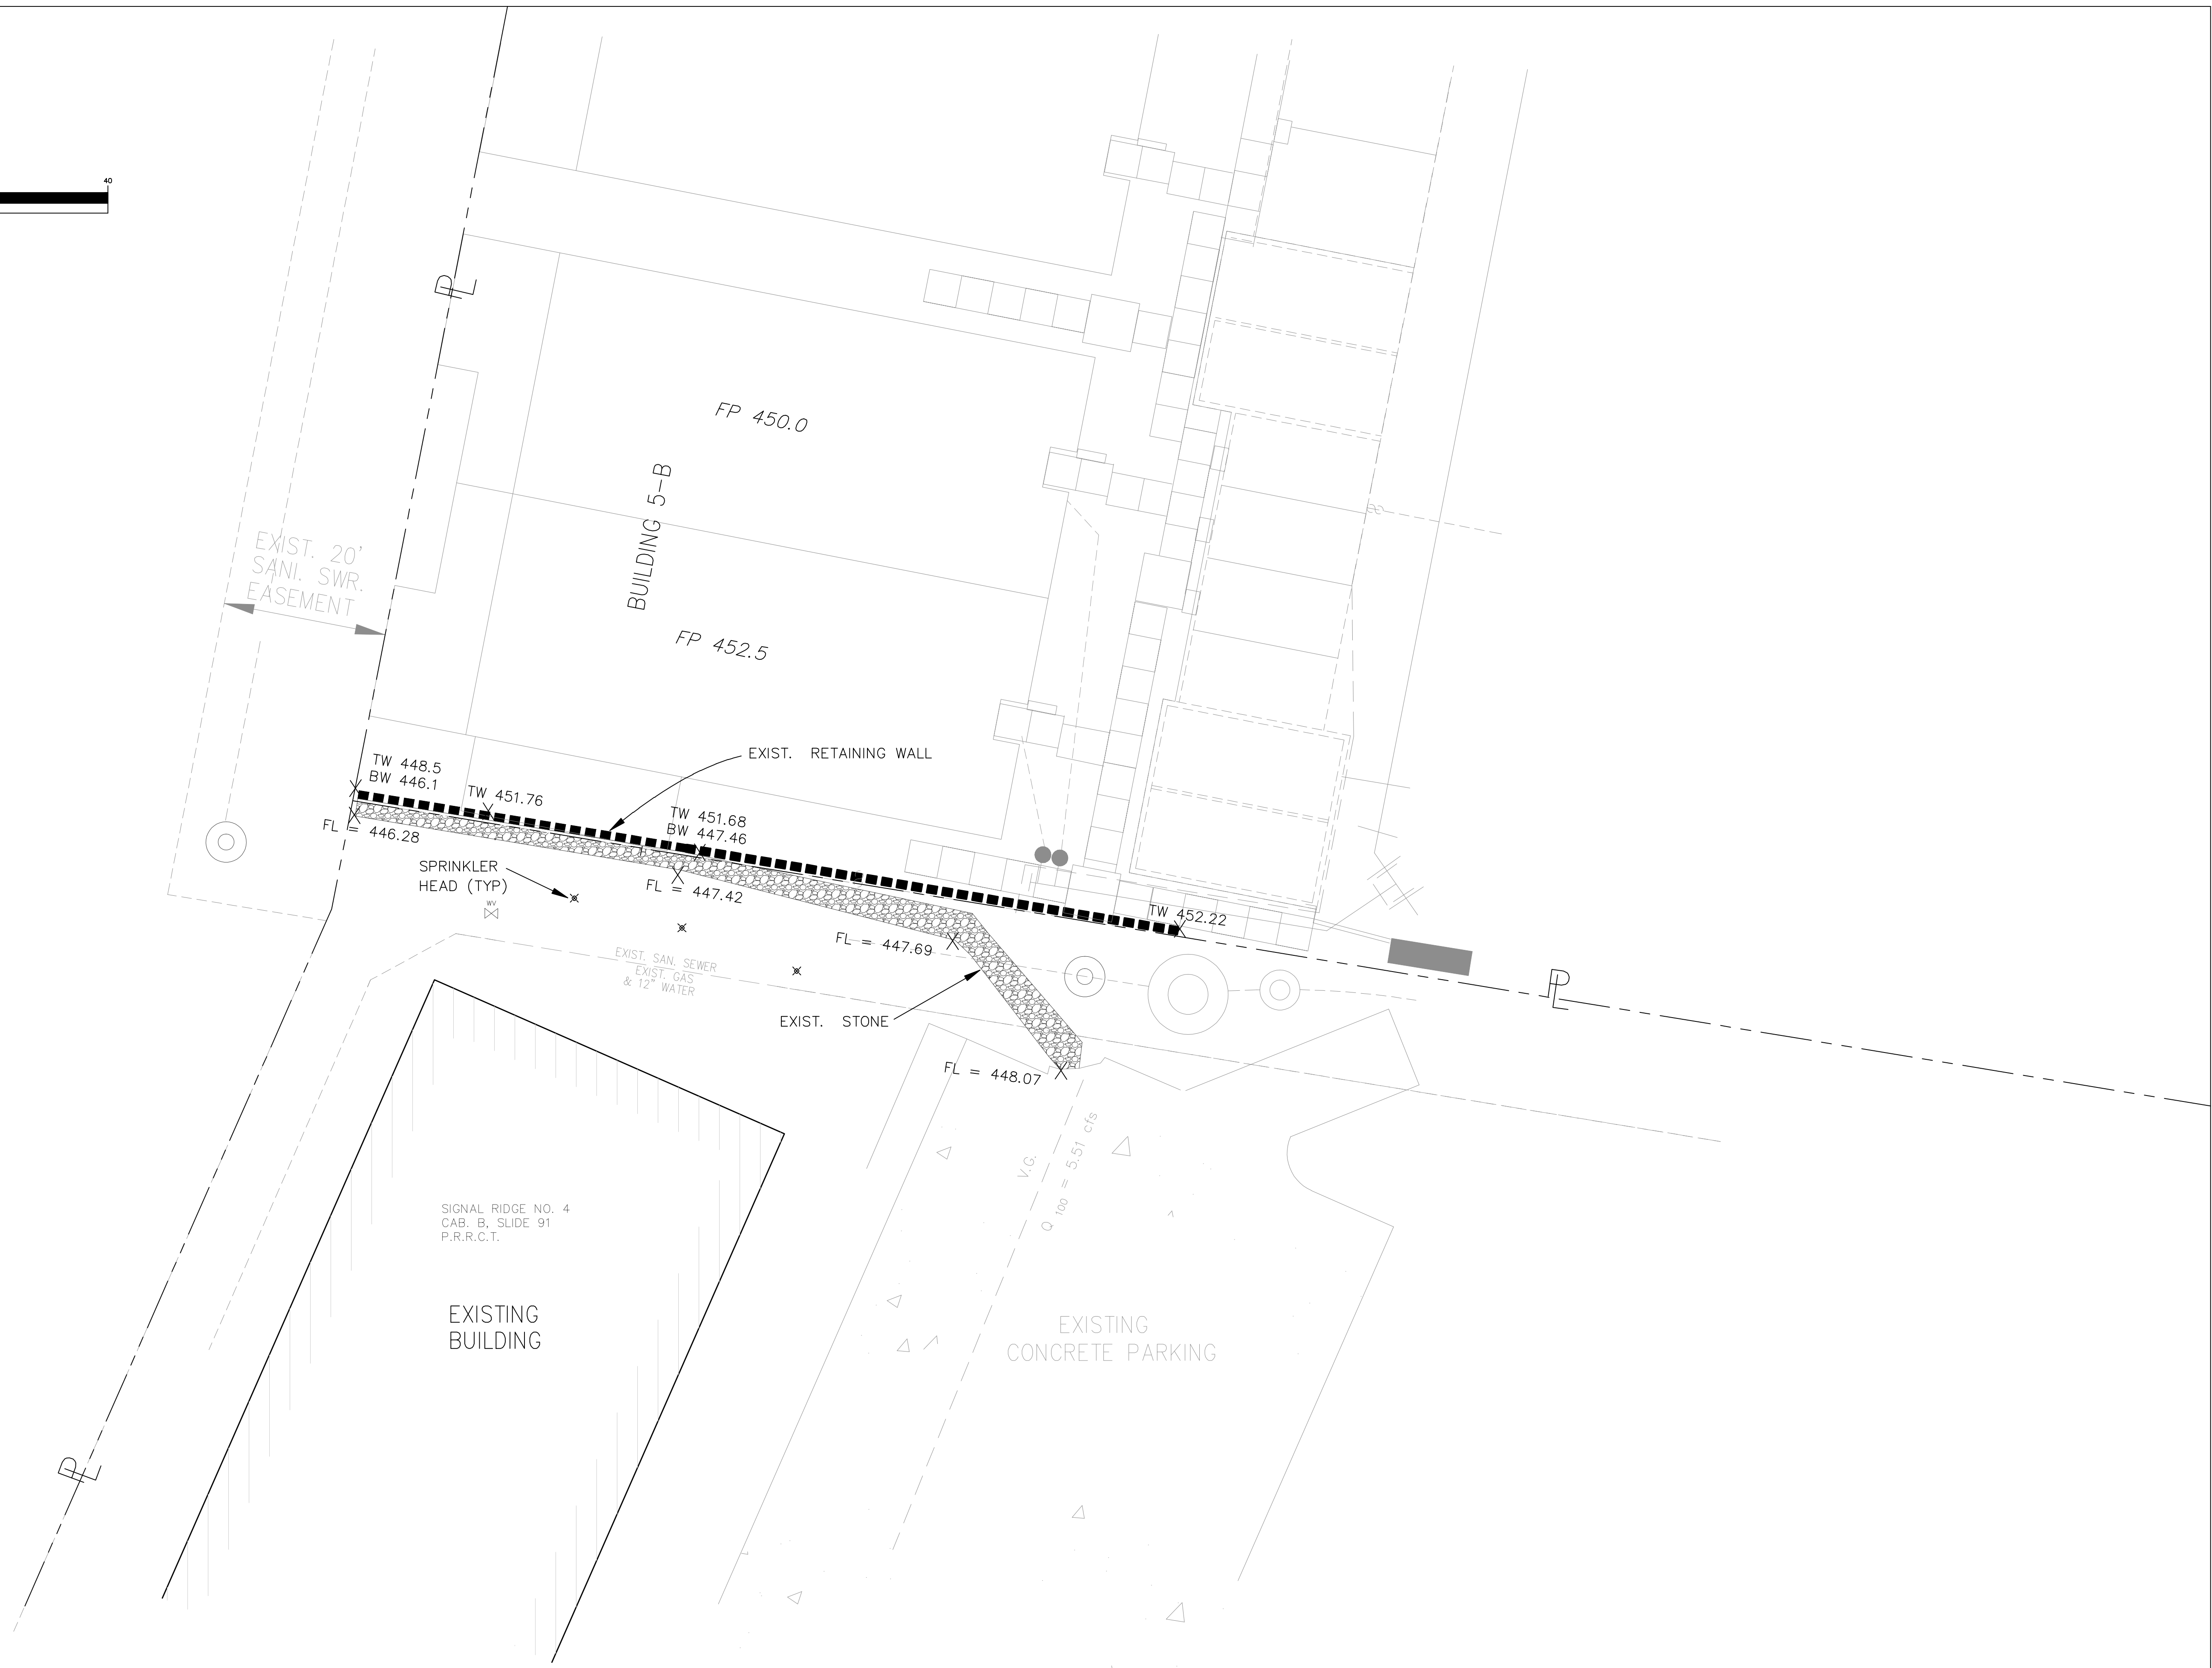 40
PL
FP 450.0
BUILDING 5-B
EXIST. 20'
SANI. SWR.
EASEMENT
FP 452.5
EXIST. RETAINING WALL
TW 448.5
BW 446.1
TW 451.76
TW 451.68
BW 447.46
FL = 446.28
SPRINKLER
HEAD (TYP)
WV
FL = 447.42
TW 452.22
FL = 447.69
EXIST. SAN. SEWER
EXIST. GAS
& 12" WATER
PL
EXIST. STONE
FL = 448.07
V.G.
Q 100 = 5.51 cfs
SIGNAL RIDGE NO. 4
CAB. B, SLIDE 91
P.R.R.C.T.
EXISTING
BUILDING
EXISTING
CONCRETE PARKING
PL